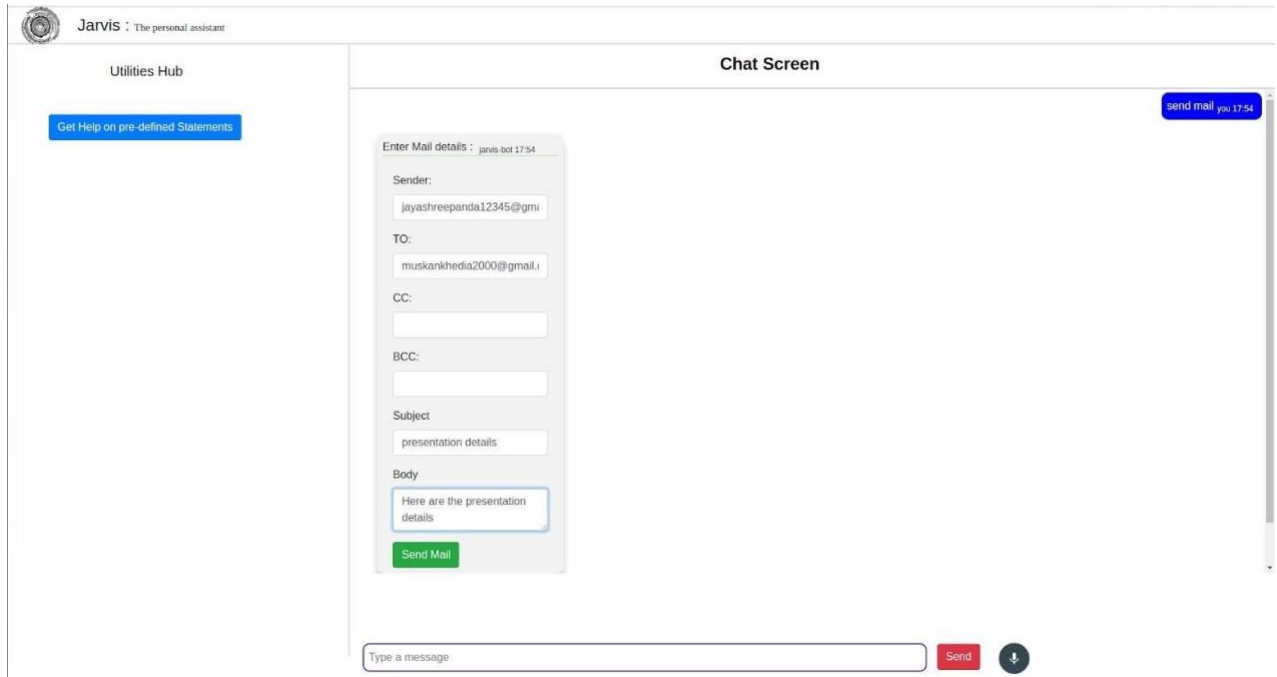 Jarvis : The personal assistant
Utilities Hub
Chat Screen
Get Help on pre-defined Statements
send mail you 17:54
Enter Mail details : jarvis-bot 17:54
Sender:
jayashreepanda12345@gma
TO:
muskankhedia2000@gmail.
CC:
BCC:
Subject
presentation details
Body
Here are the presentation
details
Send Mail
Type a message
Send